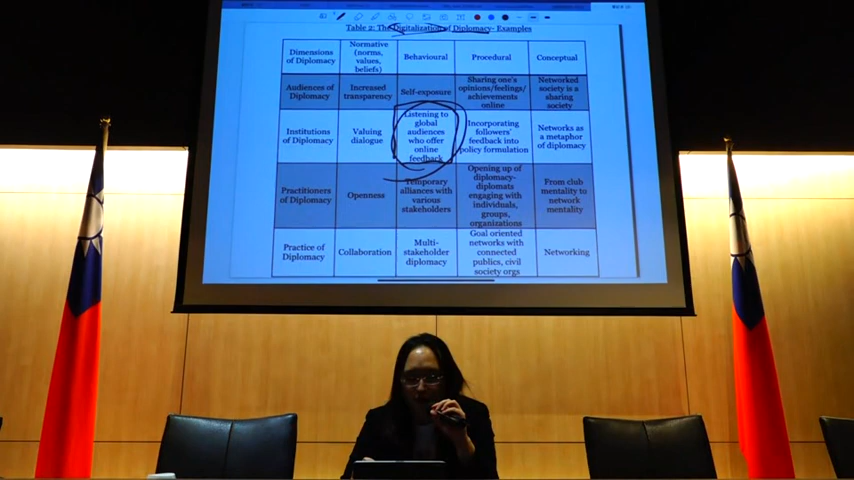 Table 2: The Digitalization of Diplomacy- Examples
Dimensions of Diplomacy
Normative (norms, values, beliefs)
Behavioural
Procedural
Conceptual
Audiences of Diplomacy
Increased transparency
Self-exposure
Sharing one's opinions/feelings/ achievements online
Networked society is a sharing society
Institutions of Diplomacy
Valuing dialogue
Listening to global audiences who offer online feedback
Incorporating followers' feedback into policy formulation
Networks as a metaphor of diplomacy
Practitioners of Diplomacy
Openness
Temporary alliances with various stakeholders
Opening up of diplomacy- diplomats engaging with individuals, groups, organizations
From club mentality to network mentality
Practice of Diplomacy
Collaboration
Multi- stakeholder diplomacy
Goal oriented networks with connected publics, civil society orgs
Networking